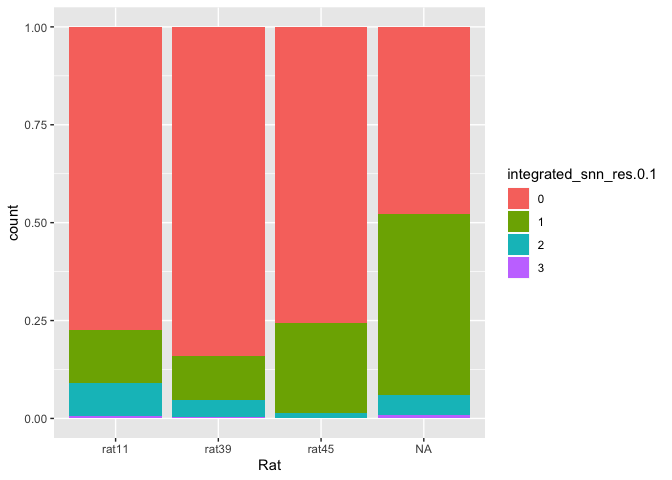 1.00
0.75
0.50
0.25
0.00
count
rat11
rat39
rat45
NA
Rat
integrated_snn_res.0.1
0
1
2
3